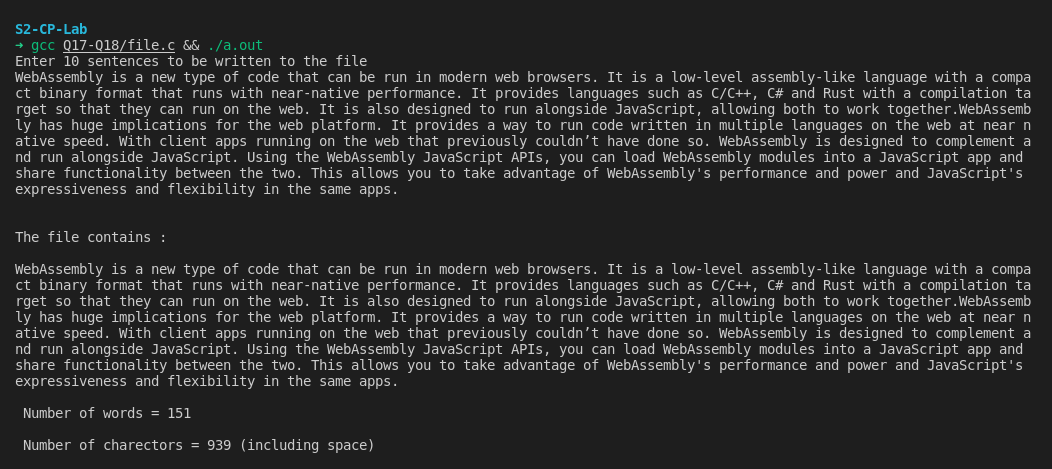 S2-CP-Lab
➜ gcc Q17-Q18/file.c && ./a.out
Enter 10 sentences to be written to the file
WebAssembly is a new type of code that can be run in modern web browsers. It is a low-level assembly-like language with a compa
ct binary format that runs with near-native performance. It provides languages such as C/C++, C# and Rust with a compilation ta
rget so that they can run on the web. It is also designed to run alongside JavaScript, allowing both to work together.WebAssemb
ly has huge implications for the web platform. It provides a way to run code written in multiple languages on the web at near n
ative speed. With client apps running on the web that previously couldn’t have done so. WebAssembly is designed to complement a
nd run alongside JavaScript. Using the WebAssembly JavaScript APIs, you can load WebAssembly modules into a JavaScript app and
share functionality between the two. This allows you to take advantage of WebAssembly's performance and power and JavaScript's
expressiveness and flexibility in the same apps.
The file contains :
WebAssembly is a new type of code that can be run in modern web browsers. It is a low-level assembly-like language with a compa
ct binary format that runs with near-native performance. It provides languages such as C/C++, C# and Rust with a compilation ta
rget so that they can run on the web. It is also designed to run alongside JavaScript, allowing both to work together.WebAssemb
ly has huge implications for the web platform. It provides a way to run code written in multiple languages on the web at near n
ative speed. With client apps running on the web that previously couldn’t have done so. WebAssembly is designed to complement a
nd run alongside JavaScript. Using the WebAssembly JavaScript APIs, you can load WebAssembly modules into a JavaScript app and
share functionality between the two. This allows you to take advantage of WebAssembly's performance and power and JavaScript's
expressiveness and flexibility in the same apps.
Number of words = 151
Number of charectors = 939 (including space)